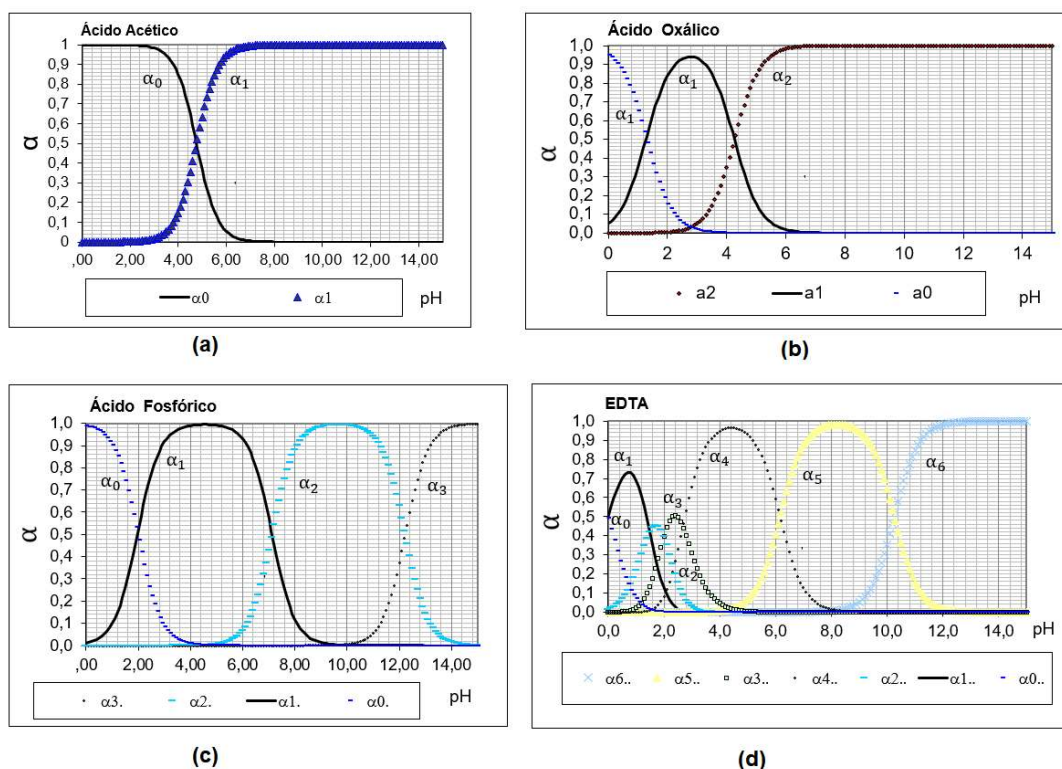 Ácido Acético
1
0,9
0,8
0,7
0,6
0,5
0,4
0,3
0,2
0,1
0
α
α0
α1
,00 2,00 4,00 6,00 8,00 10,00 12,00 14,00
α0 α1 pH
(a)
Ácido Oxálico
1,0
0,9
0,8
0,7
0,6
0,5
0,4
0,3
0,2
0,1
0,0
α
α1
α1
α2
0 2 4 6 8 10 12 14
a2 a1 a0 pH
(b)
Ácido Fosfórico
1,0
0,9
0,8
0,7
0,6
0,5
0,4
0,3
0,2
0,1
0,0
α
α0
α1
α2
α3
,00 2,00 4,00 6,00 8,00 10,00 12,00 14,00
pH
α3. α2. α1. α0.
(c)
EDTA
1,0
0,9
0,8
0,7
0,6
0,5
0,4
0,3
0,2
0,1
0,0
α
α1
α0
α3
α2
α4
α5
α6
0,0 2,0 4,0 6,0 8,0 10,0 12,0 14,0 pH
α6.. α5.. α3.. α4.. α2.. α1.. α0..
(d)